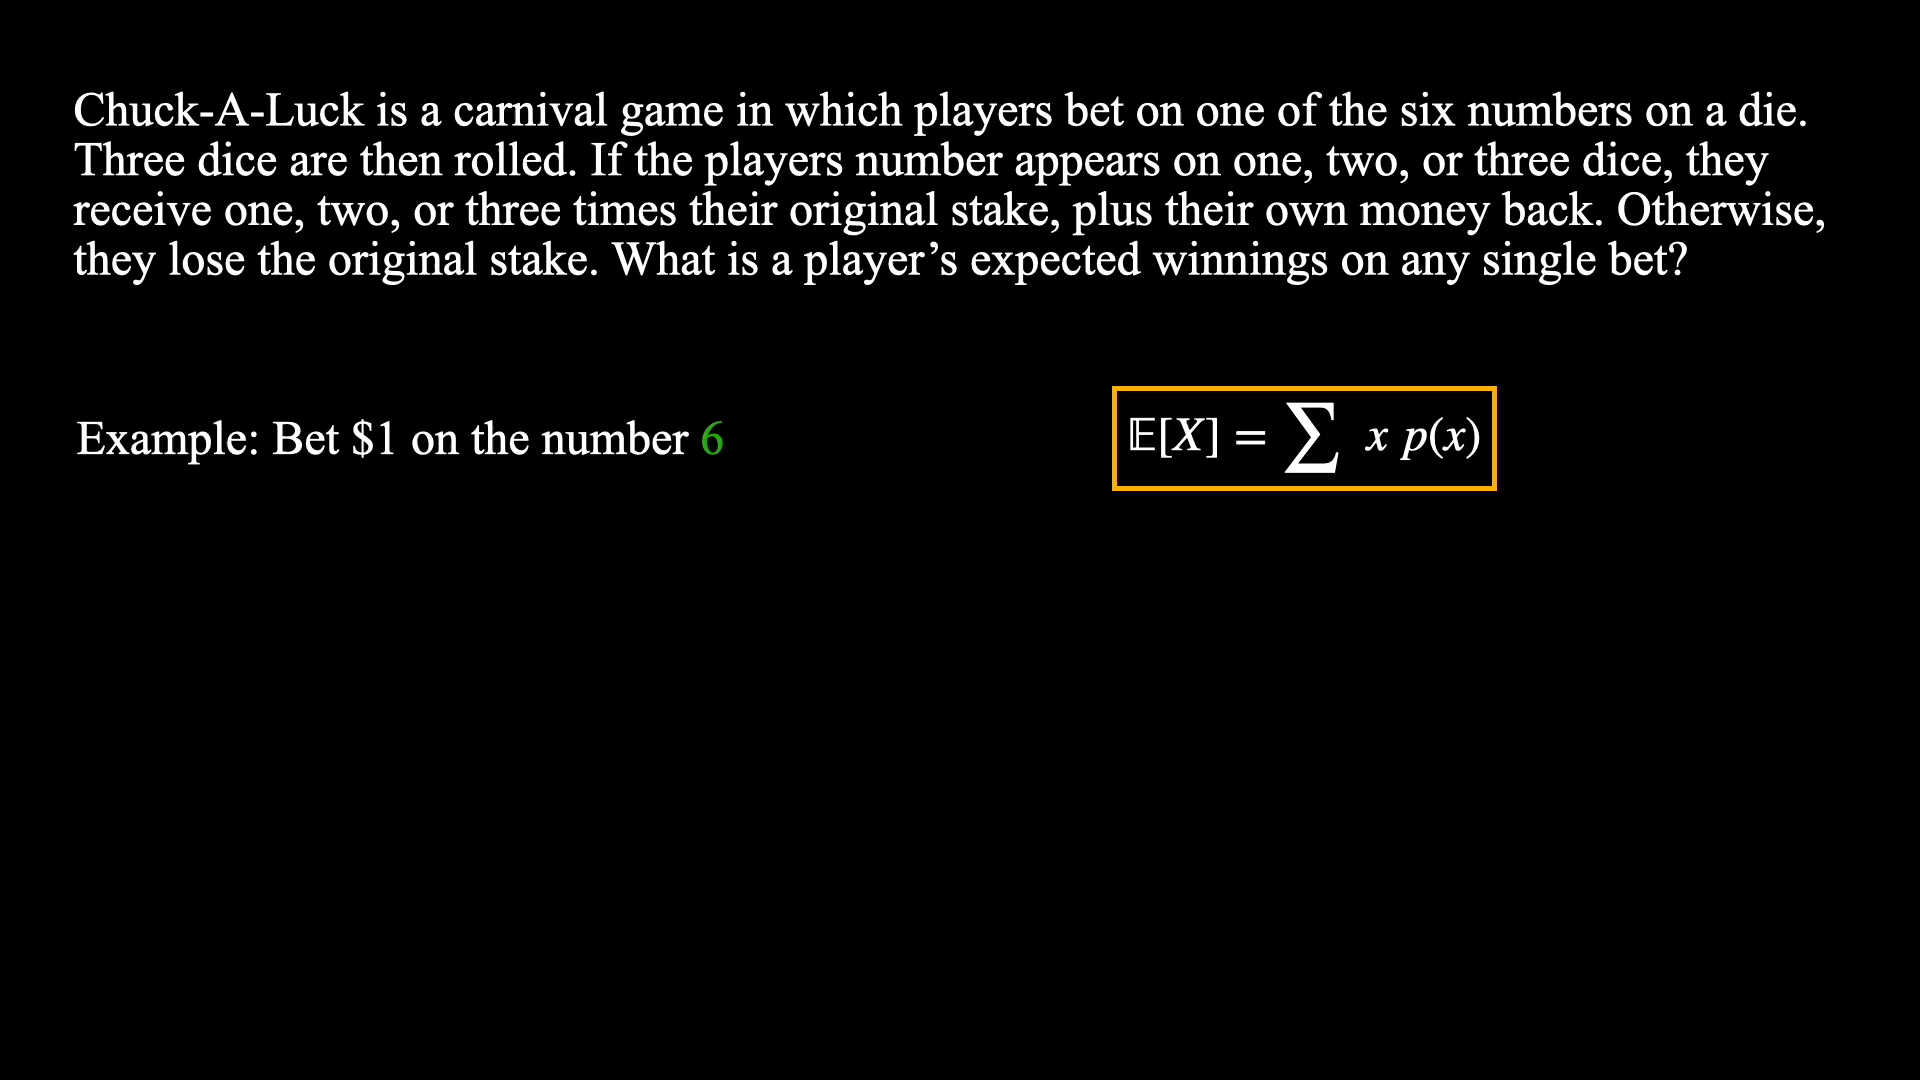 Chuck-A-Luck is a carnival game in which players bet on one of the six numbers on a die.
Three dice are then rolled. If the players number appears on one, two, or three dice, they
receive one, two, or three times their original stake, plus their own money back. Otherwise,
they lose the original stake. What is a player’s expected winnings on any single bet?
Example: Bet $1 on the number 6
𝔼[X] = ∑ x p(x)